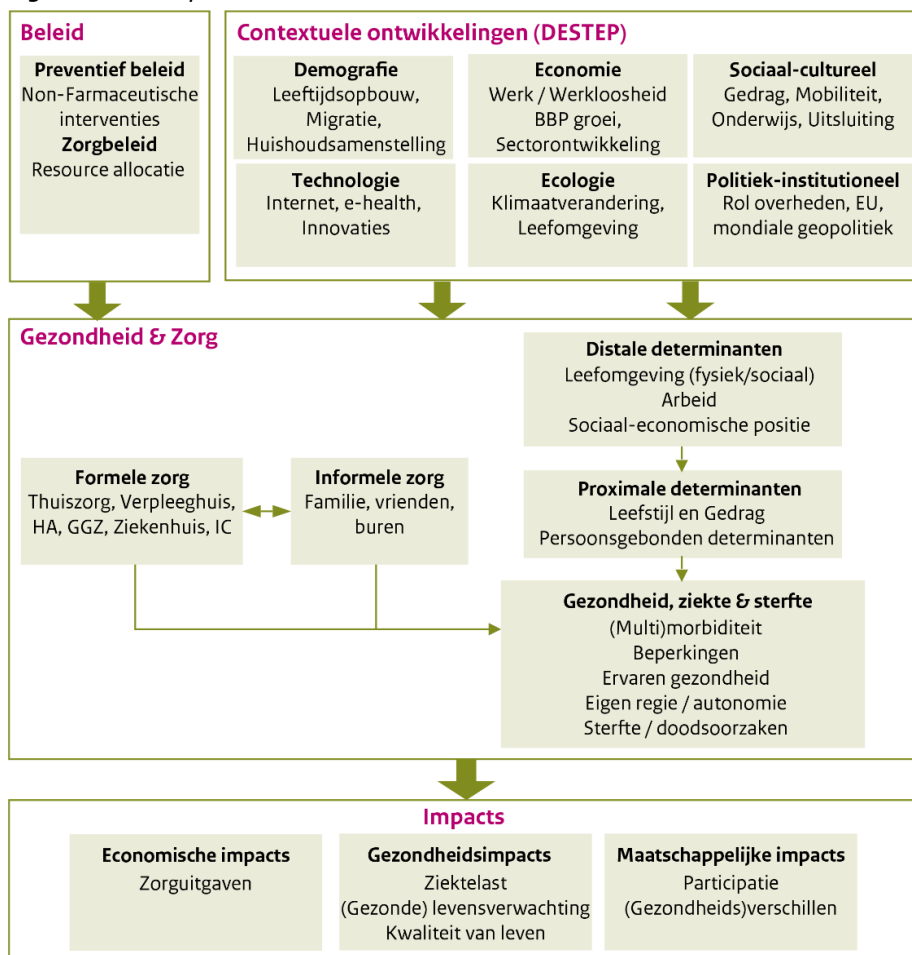 Beleid
Preventief beleid
Non-Farmaceutische
interventies
Zorgbeleid
Resource allocatie
Contextuele ontwikkelingen (DESTEP)
Demografie
Leeftijdsopbouw,
Migratie,
Huishoudsamenstelling
Economie
Werk / Werkloosheid
BBP groei,
Sectorontwikkeling
Sociaal-cultureel
Gedrag, Mobiliteit,
Onderwijs, Uitsluiting
Technologie
Internet, e-health,
Innovaties
Ecologie
Klimaatverandering,
Leefomgeving
Politiek-institutioneel
Rol overheden, EU,
mondiale geopolitiek
Gezondheid & Zorg
Distale determinanten
Leefomgeving (fysiek/sociaal)
Arbeid
Sociaal-economische positie
Formele zorg
Thuiszorg, Verpleeghuis,
HA, GGZ, Ziekenhuis, IC
Informele zorg
Familie, vrienden,
buren
Proximale determinanten
Leefstijl en Gedrag
Persoonsgebonden determinanten
Gezondheid, ziekte & sterfte
(Multi)morbiditeit
Beperkingen
Ervaren gezondheid
Eigen regie / autonomie
Sterfte / doodsoorzaken
Impacts
Economische impacts
Zorguitgaven
Gezondheidsimpacts
Ziektelast
(Gezonde) levensverwachting
Kwaliteit van leven
Maatschappelijke impacts
Participatie
(Gezondheids)verschillen